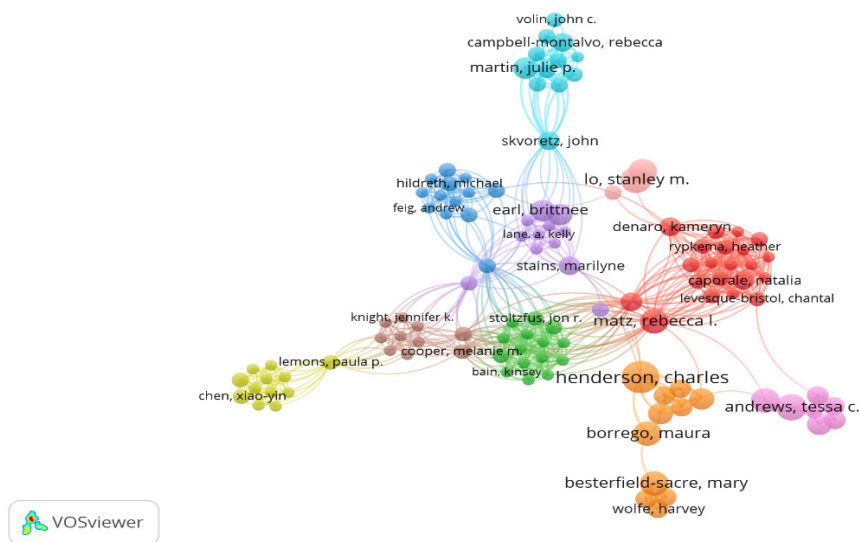 volin, john c.
campbell-montalvo, rebecca
martin, julie p.
skvoretz, john
hildreth, michael
lo, stanley m.
feig, andrew
earl, brittnee
denaro, kameryn
lane, a. kelly
rypkema, heather
stains, marilyne
caporale, natalia
levesque-bristol, chantal
knight, jennifer k.
stoltzfus, jon r.
matz, rebecca l.
cooper, melanie m.
lemons, paula p.
bain, kinsey
henderson, charles
chen, xiao-yin
andrews, tessa c.
borrego, maura
besterfield-sacre, mary
wolfe, harvey
VOSviewer